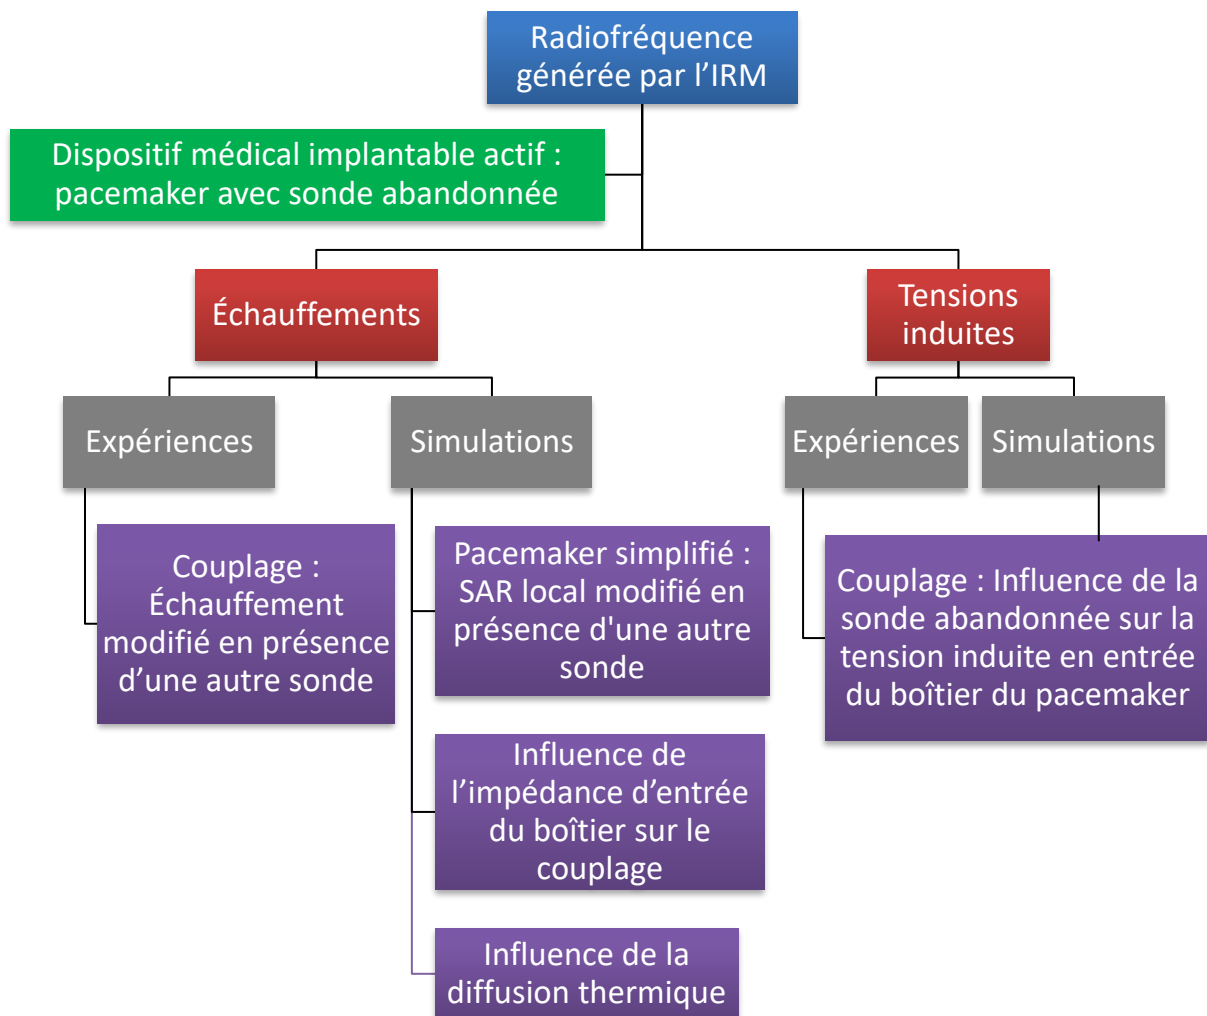 Radiofréquence
générée par l’IRM
Dispositif médical implantable actif :
pacemaker avec sonde abandonnée
Échauffements
Tensions
induites
Expériences
Simulations
Expériences
Simulations
Couplage :
Échauffement
modifié en présence
d’une autre sonde
Pacemaker simplifié :
SAR local modifié en
présence d'une autre
sonde
Couplage : Influence de la
sonde abandonnée sur la
tension induite en entrée
du boîtier du pacemaker
Influence de
l’impédance d’entrée
du boîtier sur le
couplage
Influence de la
diffusion thermique